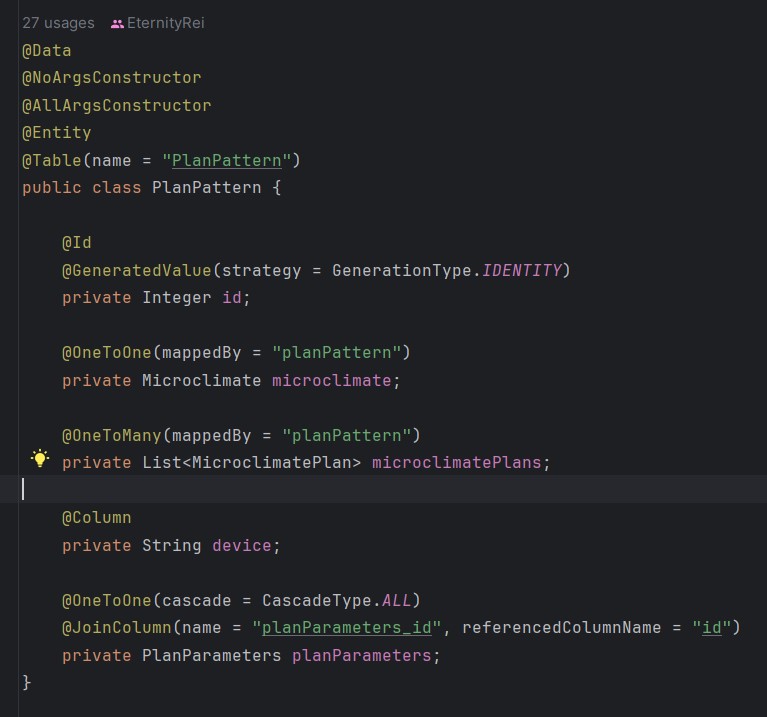 27 usages EternityRei
@Data
@NoArgsConstructor
@AllArgsConstructor
@Entity
@Table(name = "PlanPattern")
public class PlanPattern {
@Id
@GeneratedValue(strategy = GenerationType.IDENTITY)
private Integer id;
@OneToOne(mappedBy = "planPattern")
private Microclimate microclimate;
@OneToMany(mappedBy = "planPattern")
private List<MicroclimatePlan> microclimatePlans;
@Column
private String device;
@OneToOne(cascade = CascadeType.ALL)
@JoinColumn(name = "planParameters_id", referencedColumnName = "id")
private PlanParameters planParameters;
}